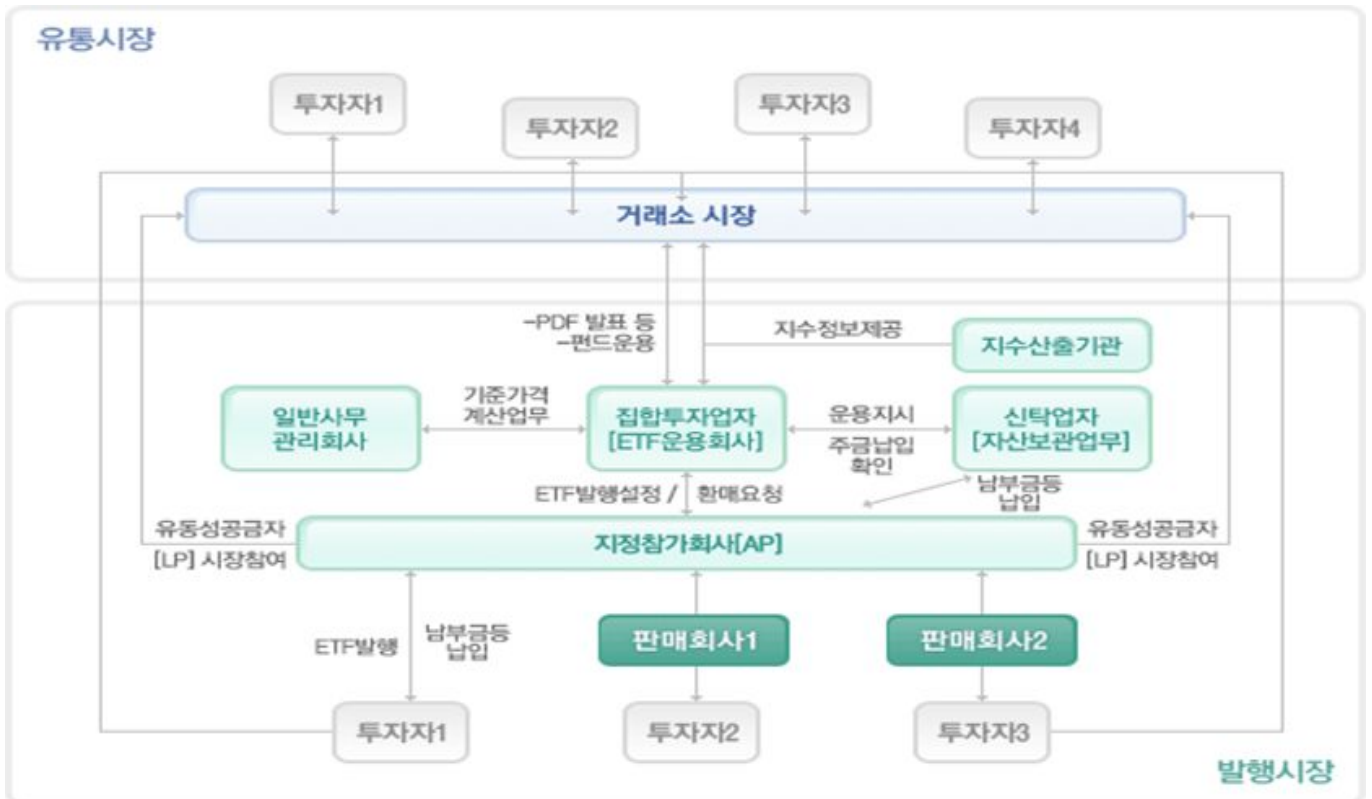 유통시장
투자자1
투자자2
투자자3
투자자4
거래소 시장
-PDF 발표 등
-펀드운용
지수정보제공
지수산출기관
일반사무
관리회사
기준가격
계산업무
집합투자업자
[ETF운용회사]
운용지시
주금납입
확인
신탁업자
[자산보관업무]
ETF발행설정 / 환매요청
남부금등
납입
유동성공급자
[LP] 시장참여
지정참가회사[AP]
유동성공급자
[LP] 시장참여
ETF발행
남부금등
납입
판매회사1
판매회사2
투자자1
투자자2
투자자3
발행시장